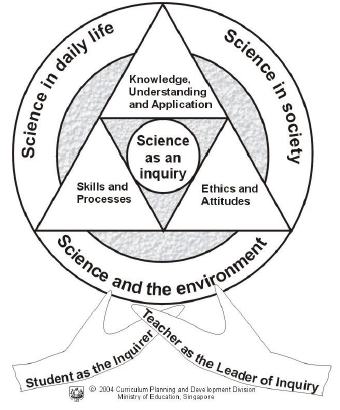 Science in daily life
Science in society
Knowledge,
Understanding
and Application
Science
as an
inquiry
Skills and
Processes
Ethics and
Attitudes
Science and the environment
Student as the Inquirer
Teacher as the Leader of Inquiry
© 2004 Curriculum Planning and Development Division
Ministry of Education, Singapore